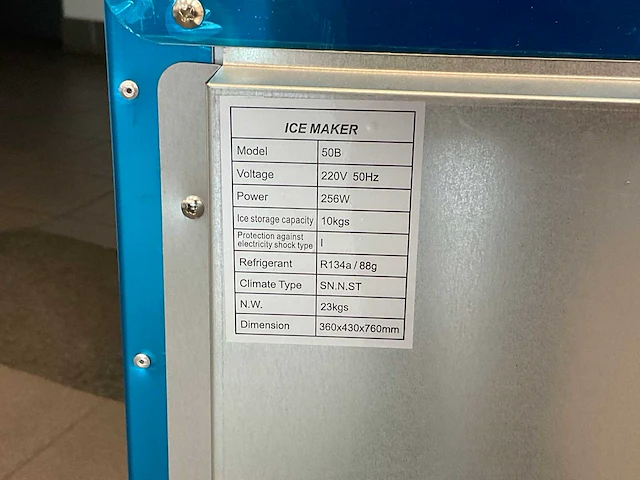 ICE MAKER
Model 50B
Voltage 220V 50Hz
Power 256W
Ice storage capacity 10kgs
Protection against
electricity shock type I
Refrigerant R134a / 88g
Climate Type SN.N.ST
N.W. 23kgs
Dimension 360x430x760mm